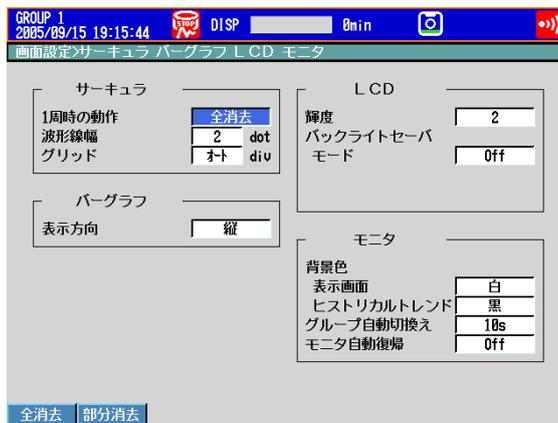 GROUP 1
2005/09/15 19:15:44
STOP
DISP
0min
画面設定>サーキュラ バーグラフ LCD モニタ
サーキュラ
1周時の動作 全消去
波形線幅 2 dot
グリッド オート div
バーグラフ
表示方向 縦
LCD
輝度 2
バックライトセーバ
モード Off
モニタ
背景色
表示画面 白
ヒストリカルトレンド 黒
グループ自動切換え 10s
モニタ自動復帰 Off
全消去 部分消去